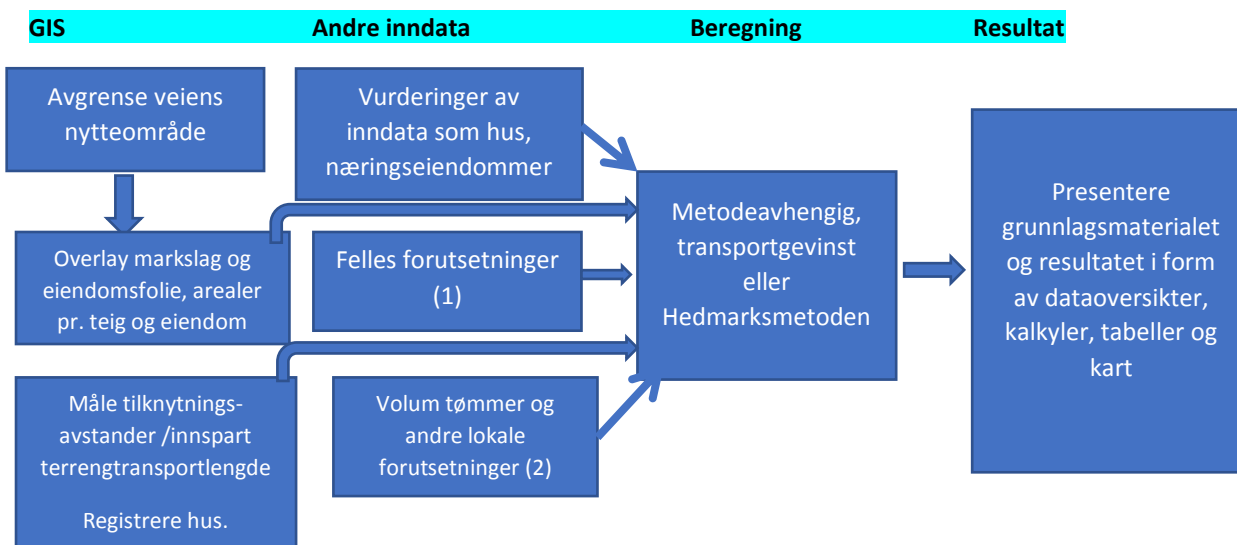 GIS Andre inndata Beregning Resultat
Avgrense veiens
nytteområde
Overlay markslag og
eiendomsfolie, arealer
pr. teig og eiendom
Måle tilknytnings-
avstander /innspart
terrengtransportlengde
Registrere hus.
Vurderinger av
inndata som hus,
næringseiendommer
Felles forutsetninger
(1)
Volum tømmer og
andre lokale
forutsetninger (2)
Metodeavhengig,
transportgevinst
eller
Hedmarksmetoden
Presentere
grunnlagsmaterialet
og resultatet i form
av dataoversikter,
kalkyler, tabeller og
kart